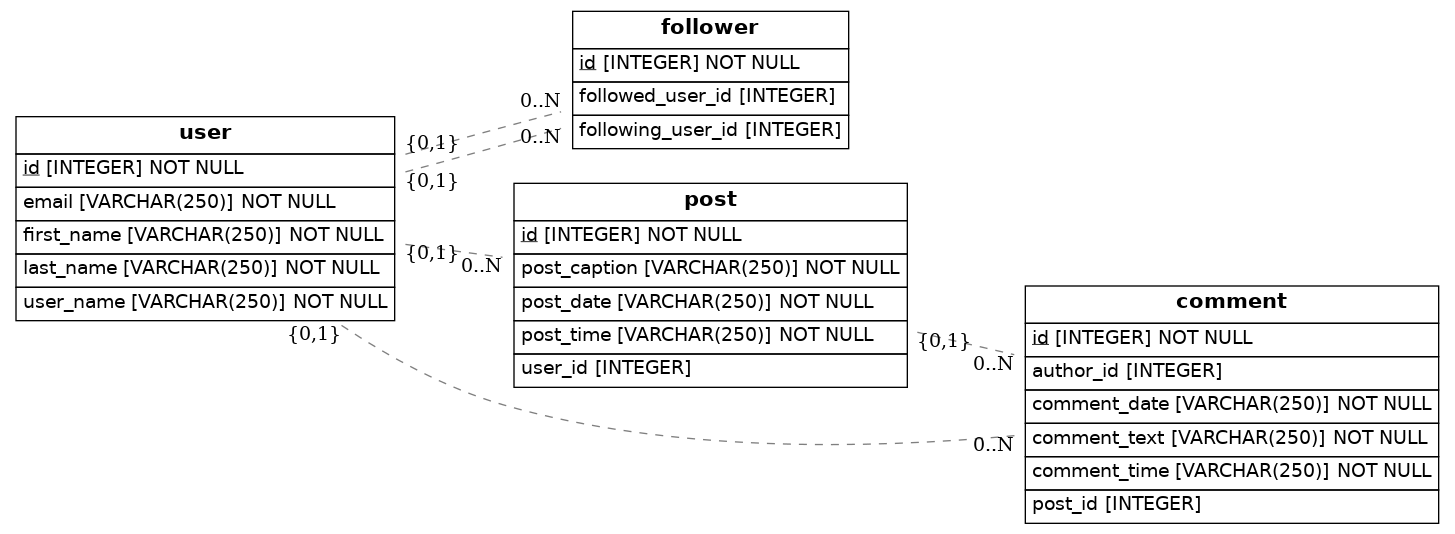 follower
id [INTEGER] NOT NULL
followed_user_id [INTEGER]
following_user_id [INTEGER]
0..N
0..N
{0,1}
{0,1}
user
id [INTEGER] NOT NULL
email [VARCHAR(250)] NOT NULL
first_name [VARCHAR(250)] NOT NULL
last_name [VARCHAR(250)] NOT NULL
user_name [VARCHAR(250)] NOT NULL
{0,1}
0..N
{0,1}
post
id [INTEGER] NOT NULL
post_caption [VARCHAR(250)] NOT NULL
post_date [VARCHAR(250)] NOT NULL
post_time [VARCHAR(250)] NOT NULL
user_id [INTEGER]
{0,1}
0..N
0..N
comment
id [INTEGER] NOT NULL
author_id [INTEGER]
comment_date [VARCHAR(250)] NOT NULL
comment_text [VARCHAR(250)] NOT NULL
comment_time [VARCHAR(250)] NOT NULL
post_id [INTEGER]